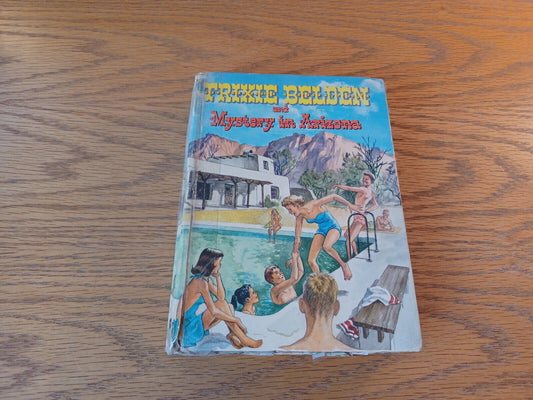 TRIXIE BELDEN
and
Mystery in Arizona